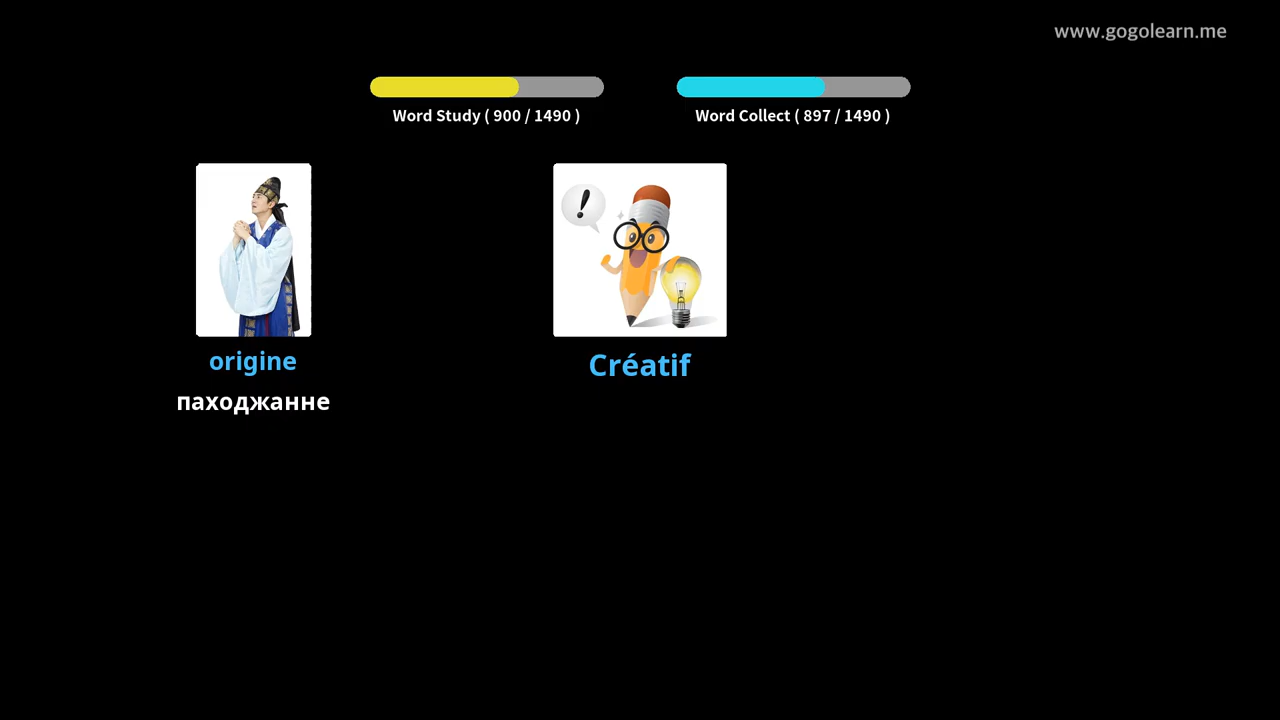 www.gogolearn.me
Word Study ( 900 / 1490 )
Word Collect ( 897 / 1490 )
origine
паходжанне
Créatif